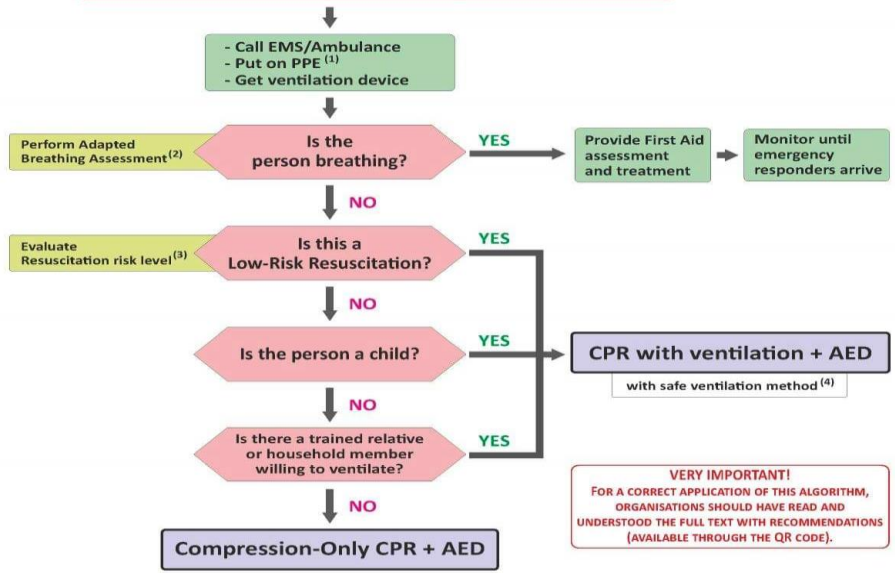 - Call EMS/Ambulance
- Put on PPE (1)
- Get ventilation device
Perform Adapted
Breathing Assessment(2)
Is the
person breathing?
YES
Provide First Aid
assessment
and treatment
Monitor until
emergency
responders arrive
NO
Evaluate
Resuscitation risk level(3)
Is this a
Low-Risk Resuscitation?
YES
NO
Is the person a child?
YES
CPR with ventilation + AED
with safe ventilation method(4)
NO
Is there a trained relative
or household member
willing to ventilate?
YES
NO
Compression-Only CPR + AED
VERY IMPORTANT!
FOR A CORRECT APPLICATION OF THIS ALGORITHM,
ORGANISATIONS SHOULD HAVE READ AND
UNDERSTOOD THE FULL TEXT WITH RECOMMENDATIONS
(AVAILABLE THROUGH THE QR CODE).